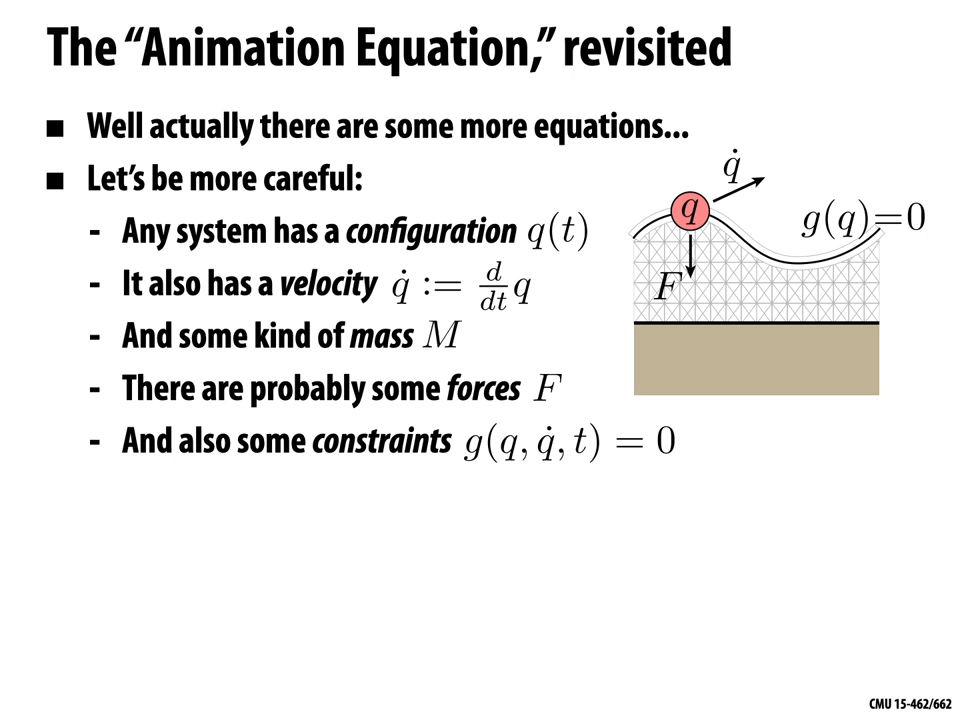 The “Animation Equation,” revisited
■ Well actually there are some more equations...
■ Let’s be more careful:
- Any system has a configuration q(t)
- It also has a velocity q̇ := d/dt q
- And some kind of mass M
- There are probably some forces F
- And also some constraints g(q, q̇, t) = 0
q̇
q
g(q)=0
F
CMU 15-462/662